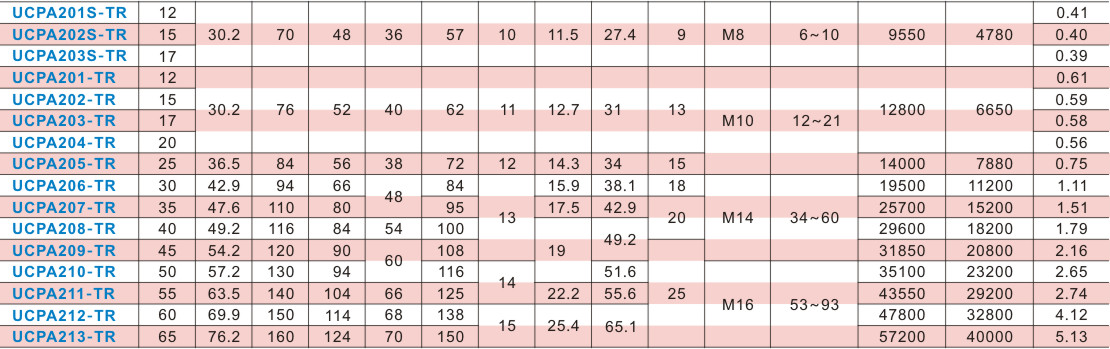 UCPA201S-TR 12 0.41
UCPA202S-TR 15 30.2 70 48 36 57 10 11.5 27.4 9 M8 6~10 9550 4780 0.40
UCPA203S-TR 17 0.39
UCPA201-TR 12 0.61
UCPA202-TR 15 0.59
30.2 76 52 40 62 11 12.7 31 13 12800 6650
UCPA203-TR 17 M10 12~21 0.58
UCPA204-TR 20 0.56
UCPA205-TR 25 36.5 84 56 38 72 12 14.3 34 15 14000 7880 0.75
UCPA206-TR 30 42.9 94 66 84 15.9 38.1 18 19500 11200 1.11
48
UCPA207-TR 35 47.6 110 80 95 17.5 42.9 25700 15200 1.51
13 20 M14 34~60
UCPA208-TR 40 49.2 116 84 54 100 29600 18200 1.79
49.2
UCPA209-TR 45 54.2 120 90 108 19 31850 20800 2.16
60
UCPA210-TR 50 57.2 130 94 116 51.6 35100 23200 2.65
14
UCPA211-TR 55 63.5 140 104 66 125 22.2 55.6 25 43550 29200 2.74
M16 53~93
UCPA212-TR 60 69.9 150 114 68 138 47800 32800 4.12
15 25.4 65.1
UCPA213-TR 65 76.2 160 124 70 150 57200 40000 5.13